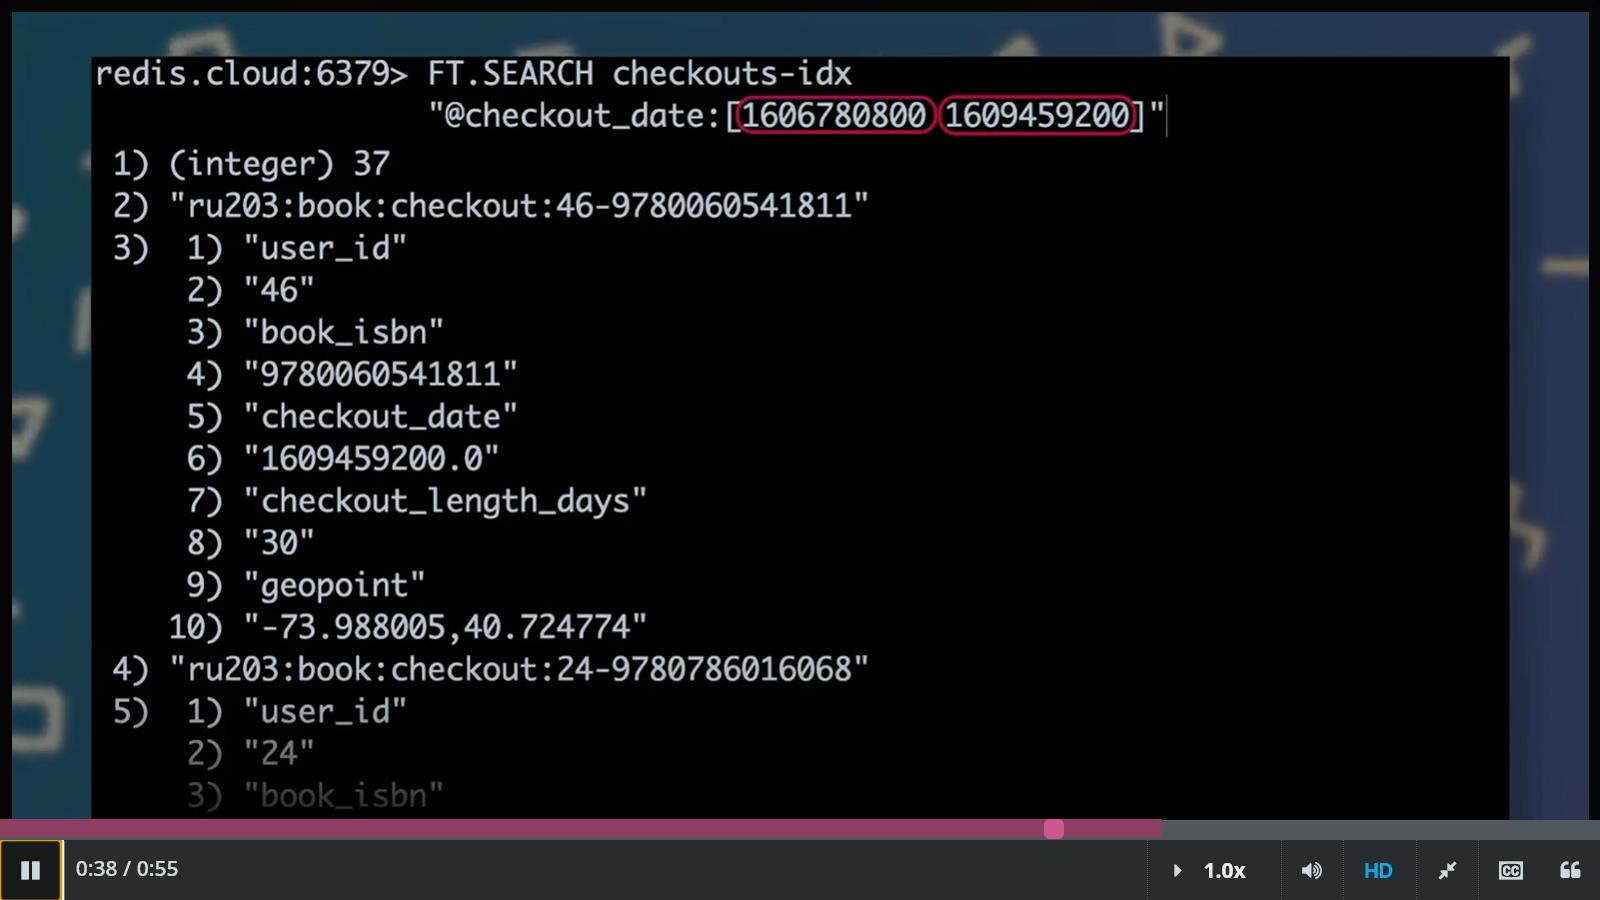 redis.cloud:6379> FT.SEARCH checkouts-idx
"@checkout_date:[1606780800 1609459200]"
1) (integer) 37
2) "ru203:book:checkout:46-9780060541811"
3) 1) "user_id"
2) "46"
3) "book_isbn"
4) "9780060541811"
5) "checkout_date"
6) "1609459200.0"
7) "checkout_length_days"
8) "30"
9) "geopoint"
10) "-73.988005,40.724774"
4) "ru203:book:checkout:24-9780786016068"
5) 1) "user_id"
2) "24"
3) "book_isbn"
0:38 / 0:55
1.0x
HD
CC